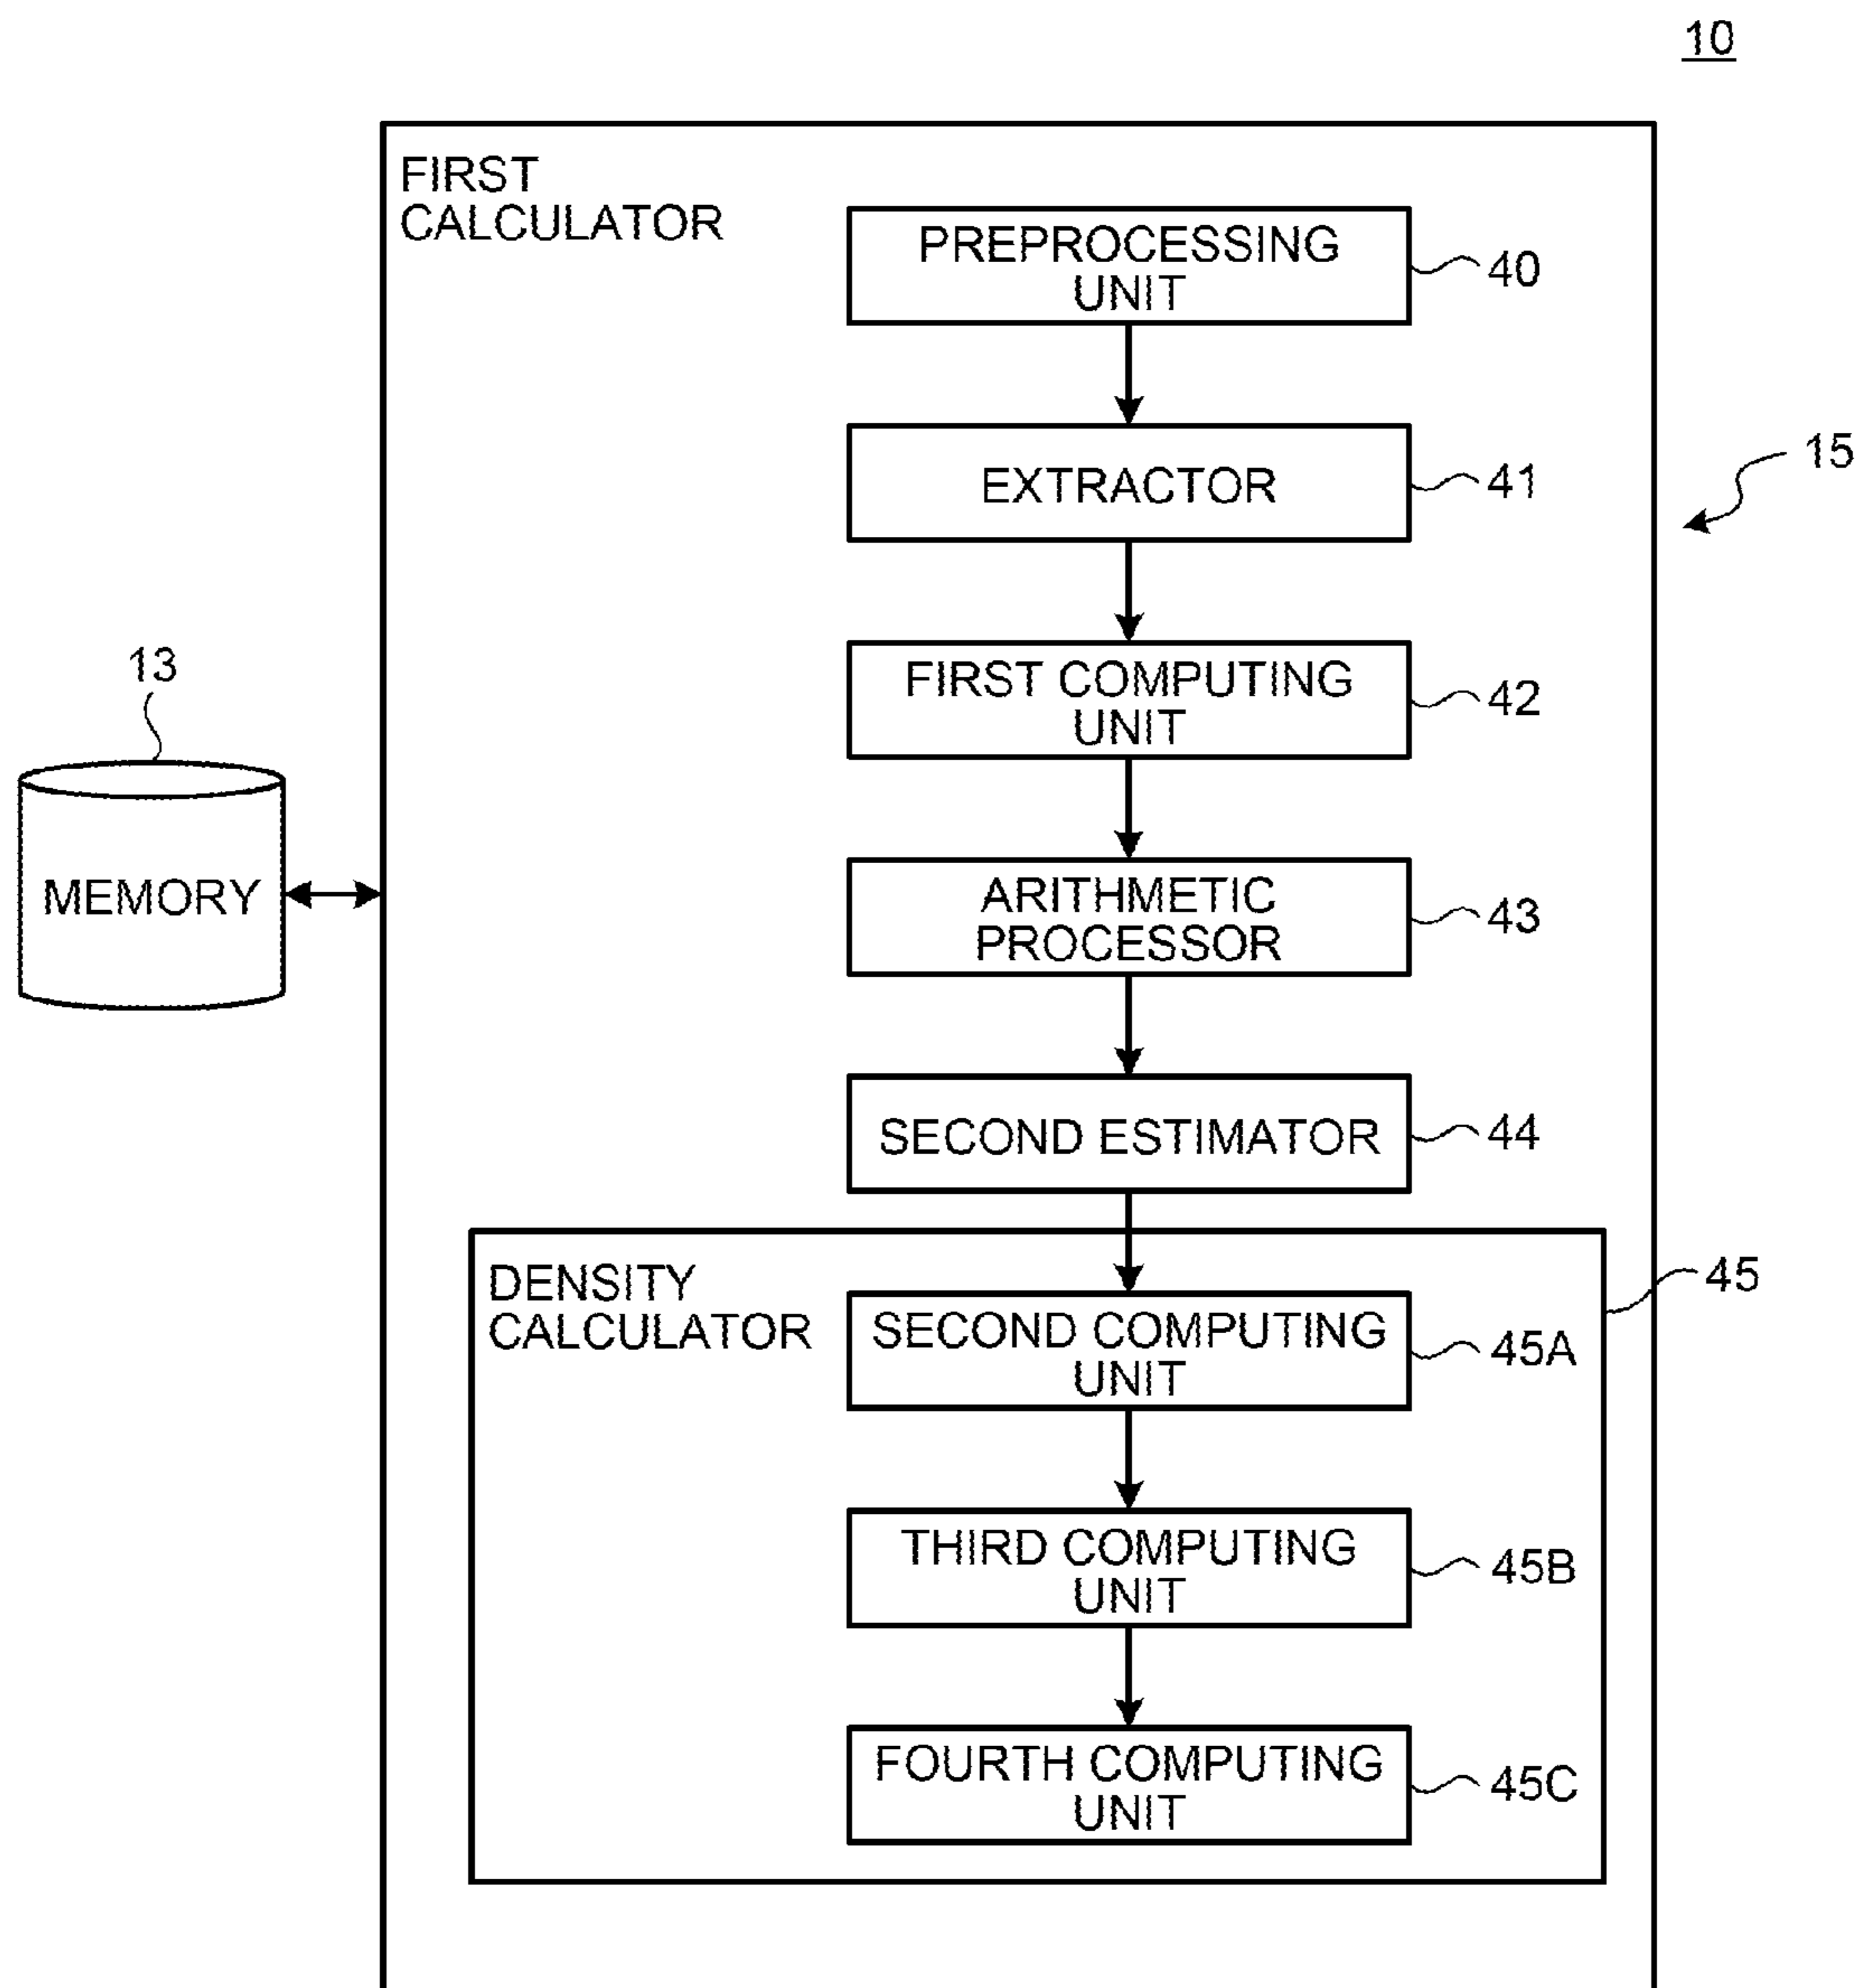 10
FIRST
CALCULATOR
PREPROCESSING
UNIT
40
EXTRACTOR
41
15
FIRST COMPUTING
UNIT
42
13
MEMORY
ARITHMETIC
PROCESSOR
43
SECOND ESTIMATOR
44
DENSITY
CALCULATOR
45
SECOND COMPUTING
UNIT
45A
THIRD COMPUTING
UNIT
45B
FOURTH COMPUTING
UNIT
45C